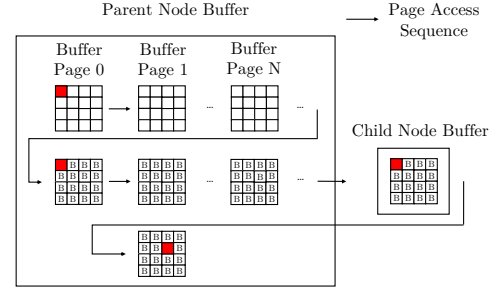 Parent Node Buffer
Page Access
Sequence
Buffer
Page 0
Buffer
Page 1
Buffer
Page N
... ...
Child Node Buffer
B B B B B B B B B B B
B B B B B B B B B B B B
B B B B B B B B B B B B
B B B B B B B B B B B B
... ...
B B B
B B B B
B B B B
B B B B
B B B B
B B B
B B B B
B B B B